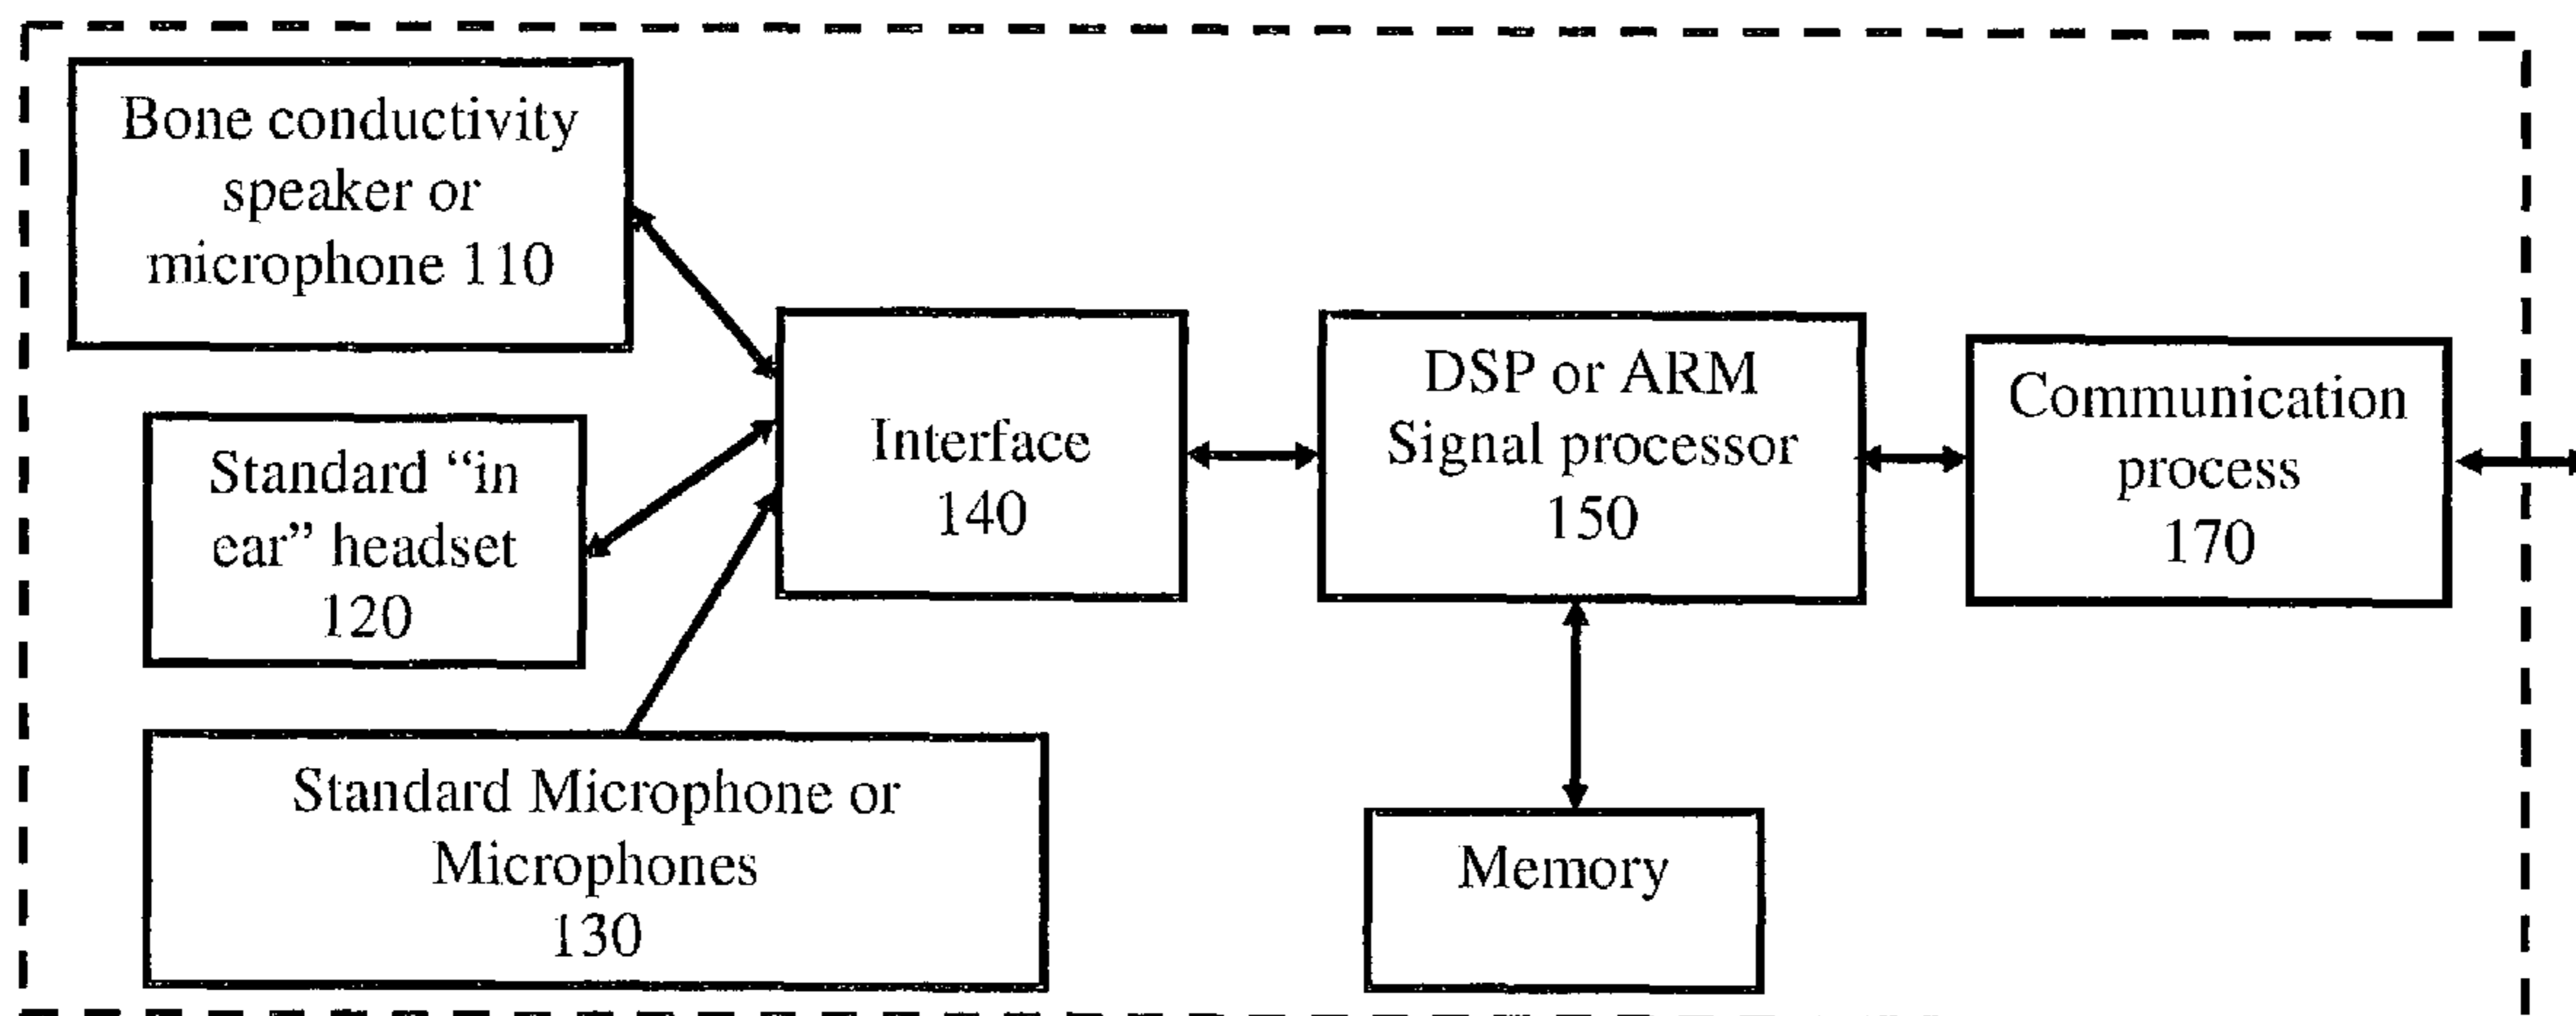 Bone conductivity
speaker or
microphone 110
Standard “in
ear” headset
120
Standard Microphone or
Microphones
130
Interface
140
DSP or ARM
Signal processor
150
Memory
Communication
process
170